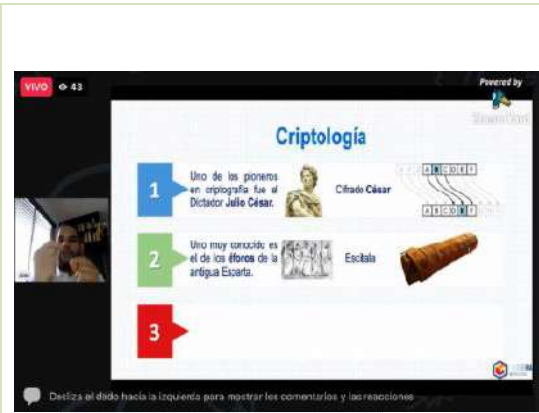 VIVO 43
Powered by
Criptología
1
Uno de los pioneros
en criptografía fue el
Dictador Julio César.
Cifrado César
A B C D E F
A B C D E F
2
Uno muy conocido es
el de los éforos de la
antigua Esparta.
Escítala
3
Desliza el dedo hacia la izquierda para mostrar los comentarios y las reacciones